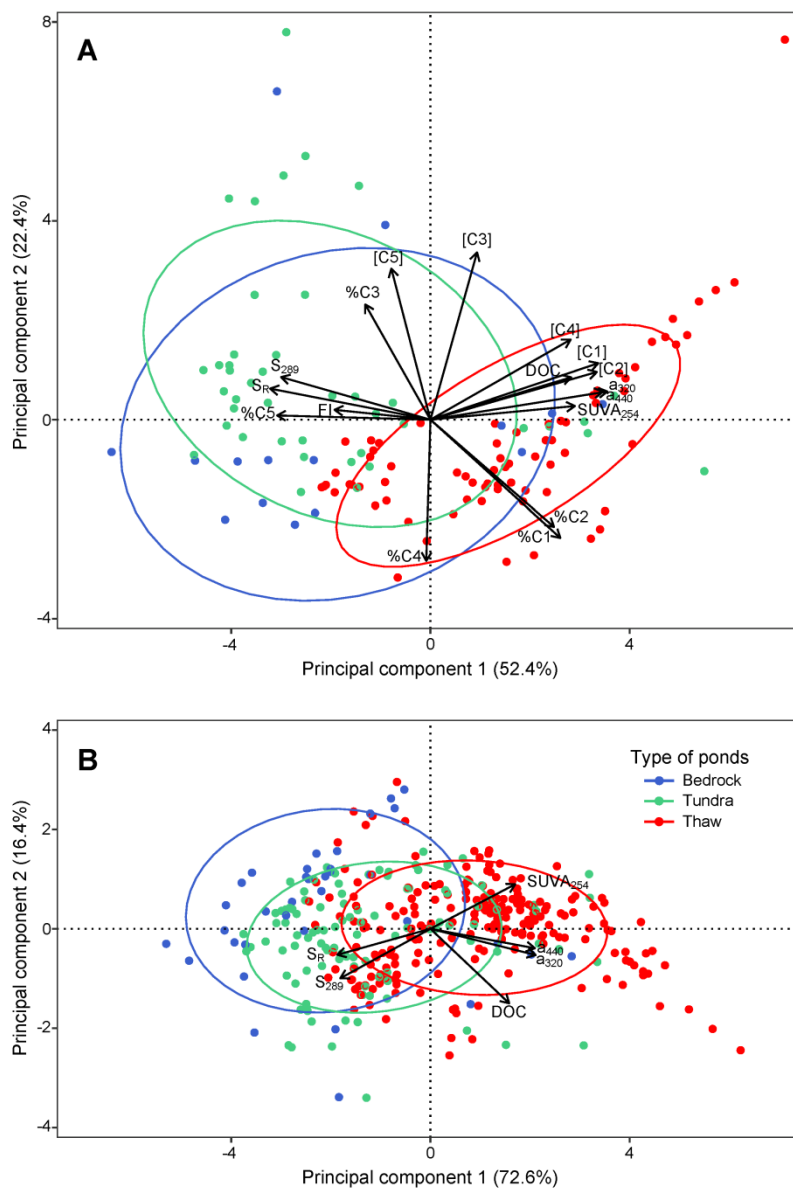 A
8
4
0
-4
Principal component 2 (22.4%)
[C3]
[C5]
%C3
[C4]
[C1]
S289
DOC
[C2]
SR
a320
a440
%C5
FI
SUVA254
%C2
%C1
%C4
-4
0
4
Principal component 1 (52.4%)
B
4
2
0
-2
-4
Principal component 2 (16.4%)
Type of ponds
Bedrock
Tundra
Thaw
SUVA254
SR
a440
a320
S289
DOC
-4
0
4
Principal component 1 (72.6%)